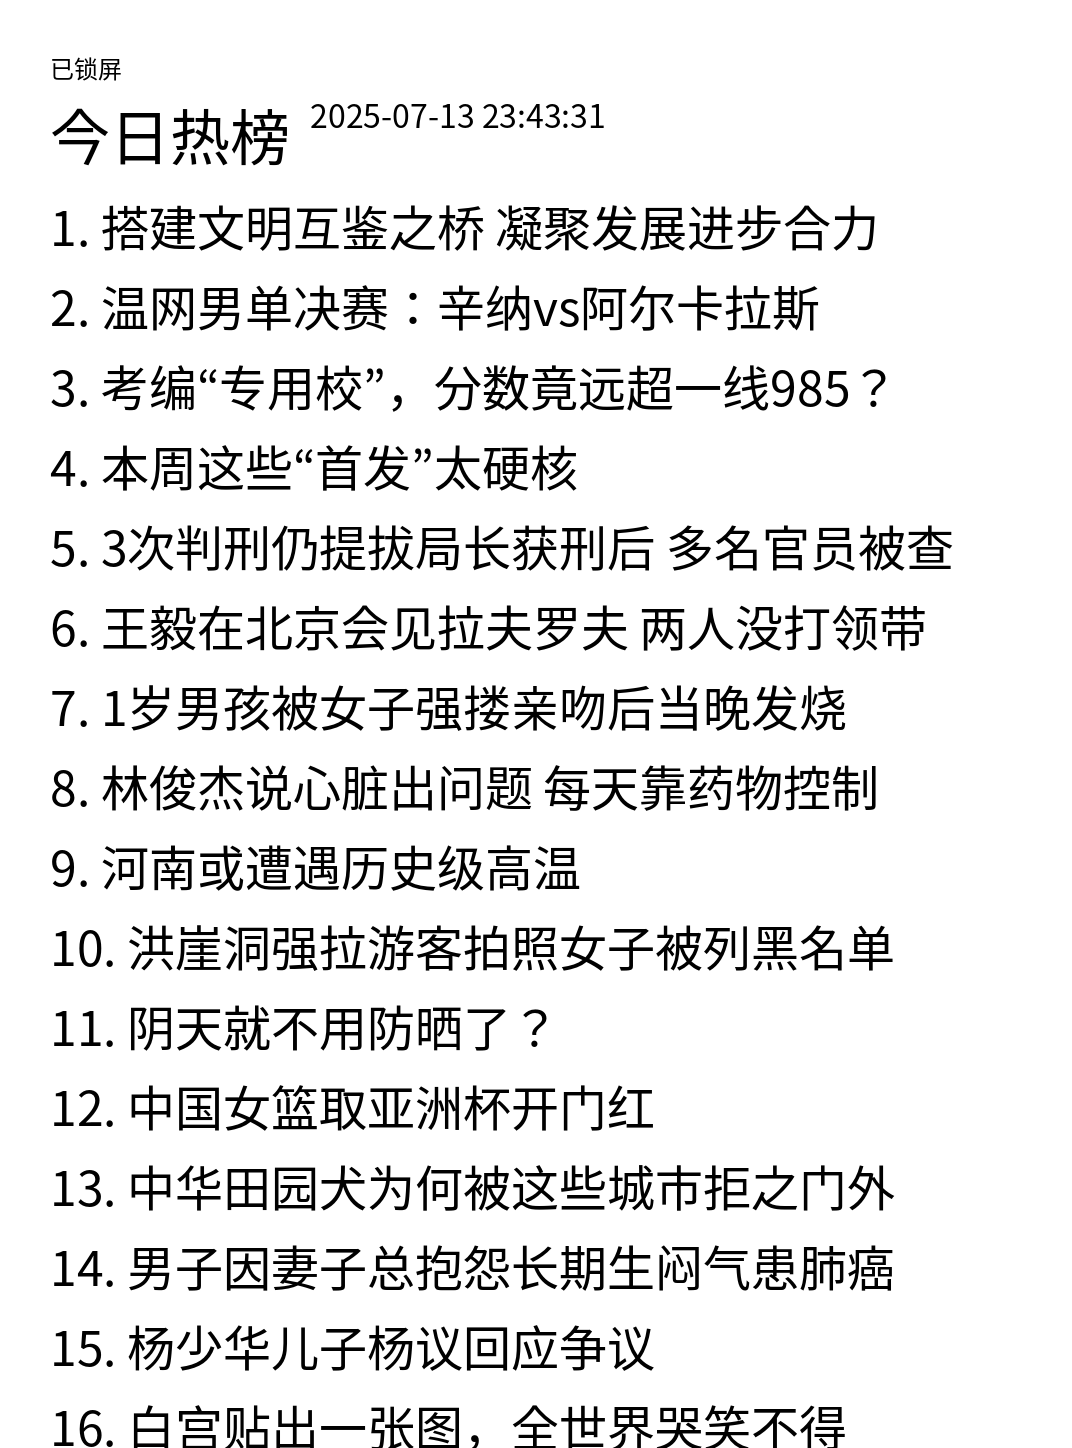 已锁屏
今日热榜 2025-07-13 23:43:31
1. 搭建文明互鉴之桥 凝聚发展进步合力
2. 温网男单决赛：辛纳vs阿尔卡拉斯
3. 考编“专用校”，分数竟远超一线985？
4. 本周这些“首发”太硬核
5. 3次判刑仍提拔局长获刑后 多名官员被查
6. 王毅在北京会见拉夫罗夫 两人没打领带
7. 1岁男孩被女子强搂亲吻后当晚发烧
8. 林俊杰说心脏出问题 每天靠药物控制
9. 河南或遭遇历史级高温
10. 洪崖洞强拉游客拍照女子被列黑名单
11. 阴天就不用防晒了？
12. 中国女篮取亚洲杯开门红
13. 中华田园犬为何被这些城市拒之门外
14. 男子因妻子总抱怨长期生闷气患肺癌
15. 杨少华儿子杨议回应争议
16. 白宫贴出一张图，全世界哭笑不得